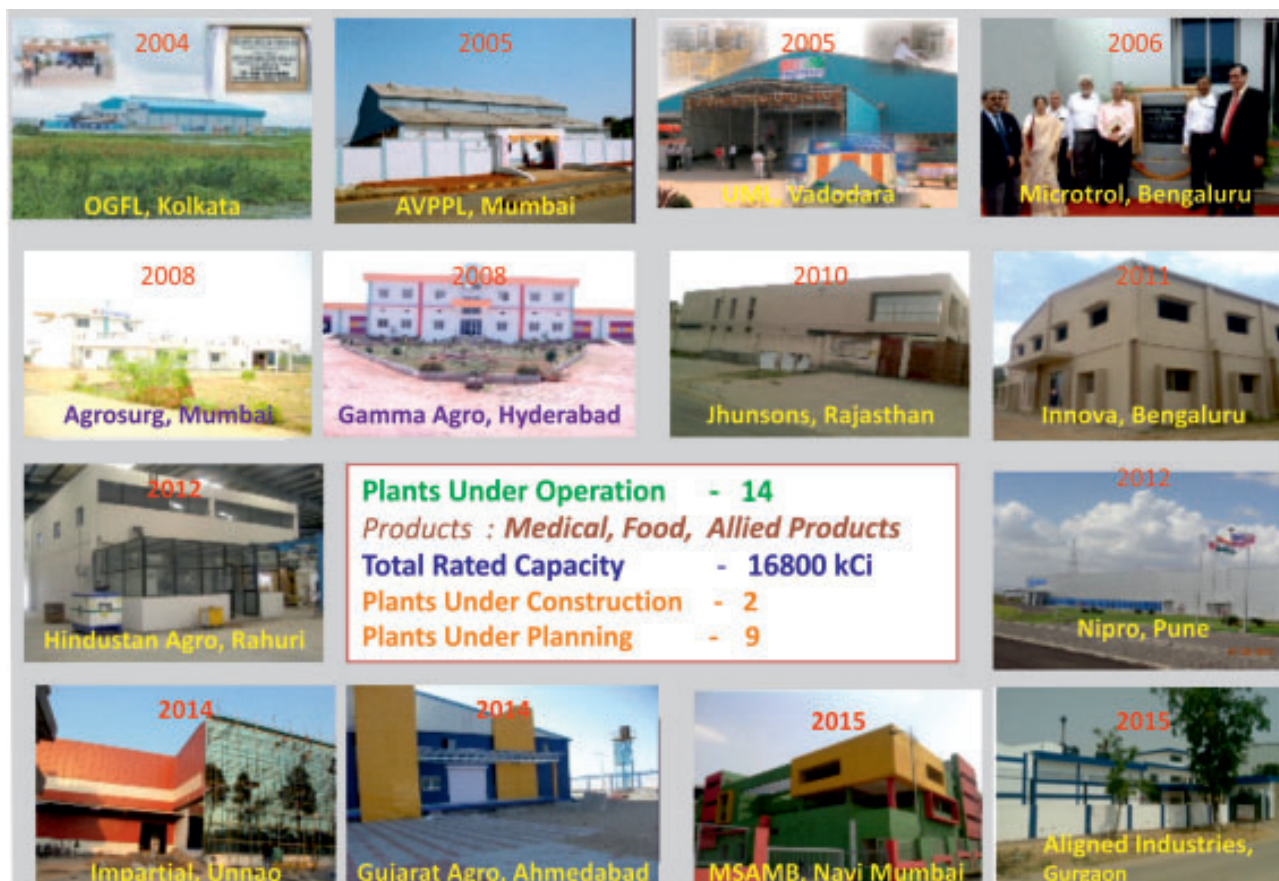 2004
OGFL, Kolkata
2005
AVPPL, Mumbai
2005
UML, Vadodara
2006
Microtrol, Bengaluru
2008
Agrosurg, Mumbai
2008
Gamma Agro, Hyderabad
2010
Jhunsons, Rajasthan
2011
Innova, Bengaluru
2012
Hindustan Agro, Rahuri
Plants Under Operation - 14
Products : Medical, Food, Allied Products
Total Rated Capacity - 16800 kCi
Plants Under Construction - 2
Plants Under Planning - 9
2012
Nipro, Pune
2014
Impartial, Unnao
2014
Gujarat Agro, Ahmedabad
2015
MSAMB, Navi Mumbai
2015
Aligned Industries,
Gurgaon